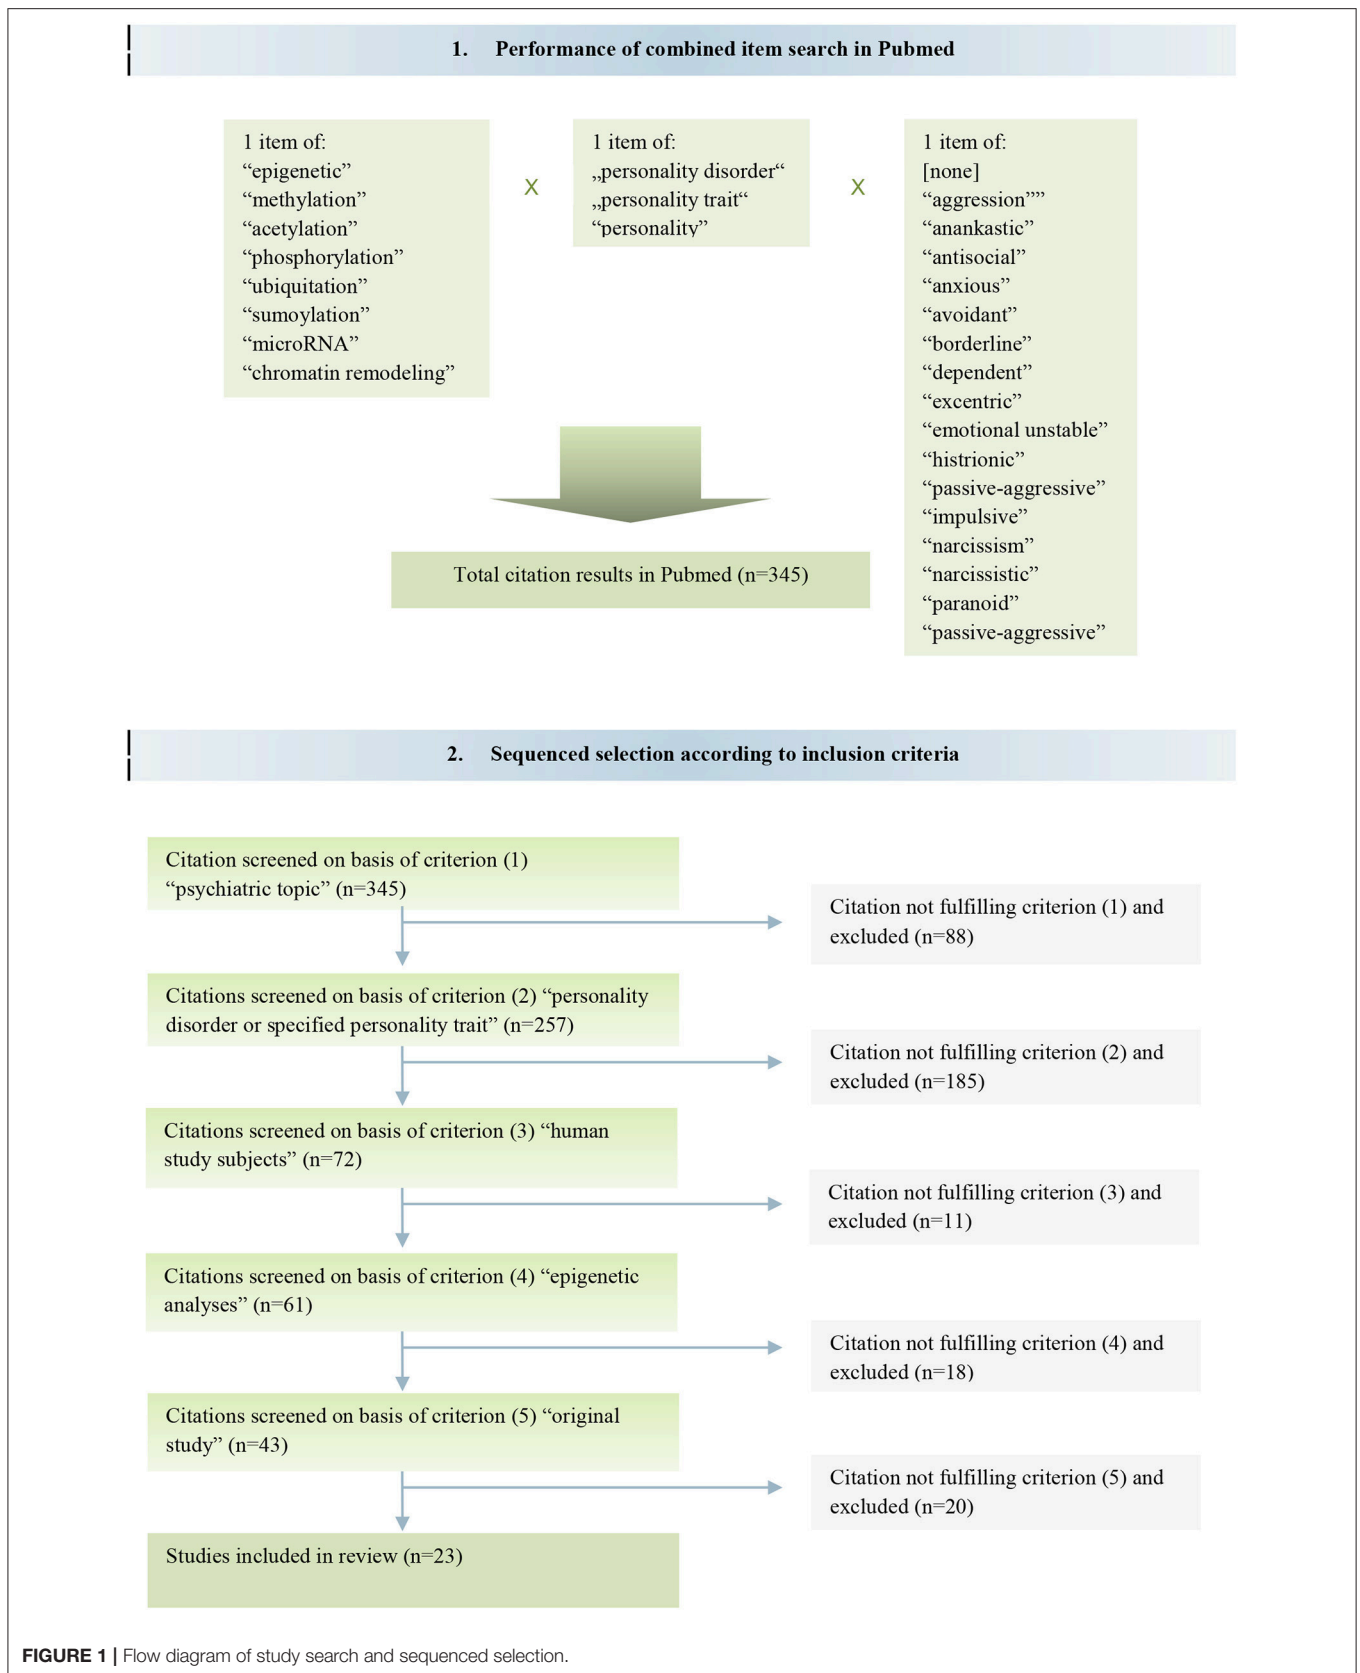 1. Performance of combined item search in Pubmed
1 item of:
“epigenetic”
“methylation”
“acetylation”
“phosphorylation”
“ubiquitation”
“sumoylation”
“microRNA”
“chromatin remodeling”
X
1 item of:
„personality disorder“
„personality trait“
“personality”
X
1 item of:
[none]
“aggression””
“anankastic”
“antisocial”
“anxious”
“avoidant”
“borderline”
“dependent”
“excentric”
“emotional unstable”
“histrionic”
“passive-aggressive”
“impulsive”
“narcissism”
“narcissistic”
“paranoid”
“passive-aggressive”
Total citation results in Pubmed (n=345)
2. Sequenced selection according to inclusion criteria
Citation screened on basis of criterion (1)
“psychiatric topic” (n=345)
Citation not fulfilling criterion (1) and
excluded (n=88)
Citations screened on basis of criterion (2) “personality
disorder or specified personality trait” (n=257)
Citation not fulfilling criterion (2) and
excluded (n=185)
Citations screened on basis of criterion (3) “human
study subjects” (n=72)
Citation not fulfilling criterion (3) and
excluded (n=11)
Citations screened on basis of criterion (4) “epigenetic
analyses” (n=61)
Citation not fulfilling criterion (4) and
excluded (n=18)
Citations screened on basis of criterion (5) “original
study” (n=43)
Citation not fulfilling criterion (5) and
excluded (n=20)
Studies included in review (n=23)
FIGURE 1 | Flow diagram of study search and sequenced selection.